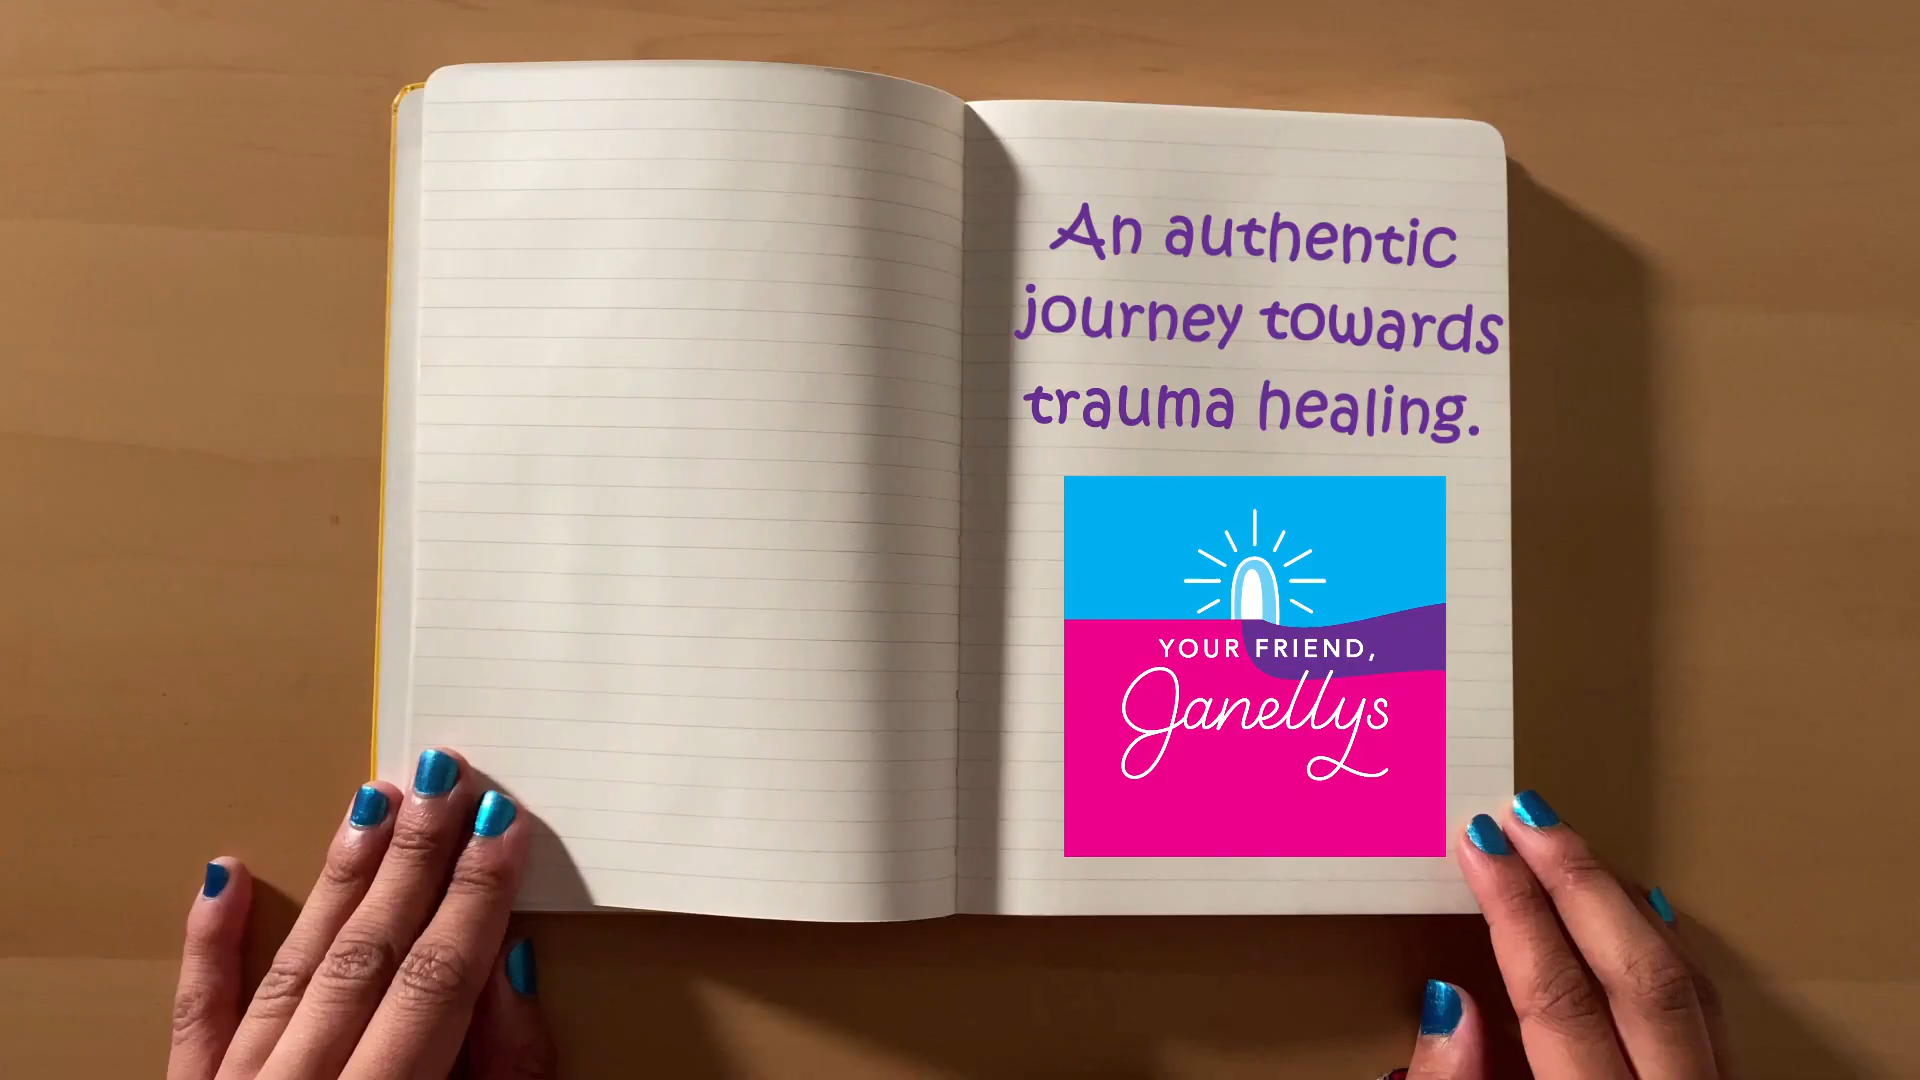 An authentic
journey towards
trauma healing.
YOUR FRIEND,
Janellys